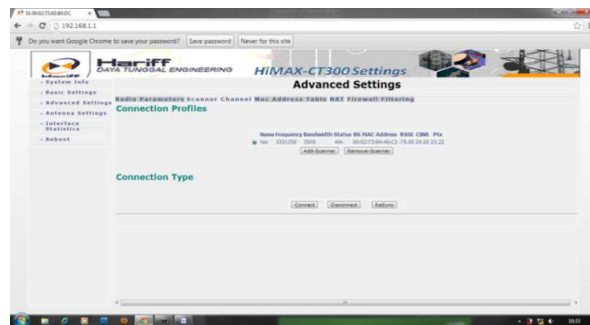 192.168.1.1
Do you want Google Chrome to save your password? Save password Never for this site
Hariff
DAYA TUNGGAL ENGINEERING
HiMAX-CT300 Settings
Advanced Settings
System Info
Basic Settings
Advanced Settings
Antenna Settings
Interface Statistics
Reboot
Radio Parameters Scanner Channel Mac Address Table NAT Firewall Filtering
Connection Profiles
Name Frequency Bandwidth Status BS MAC Address RSSI CINR Ptx
Add-Scanner Remove-Scanner
Connection Type
Connect Disconnect ReSync
10:33